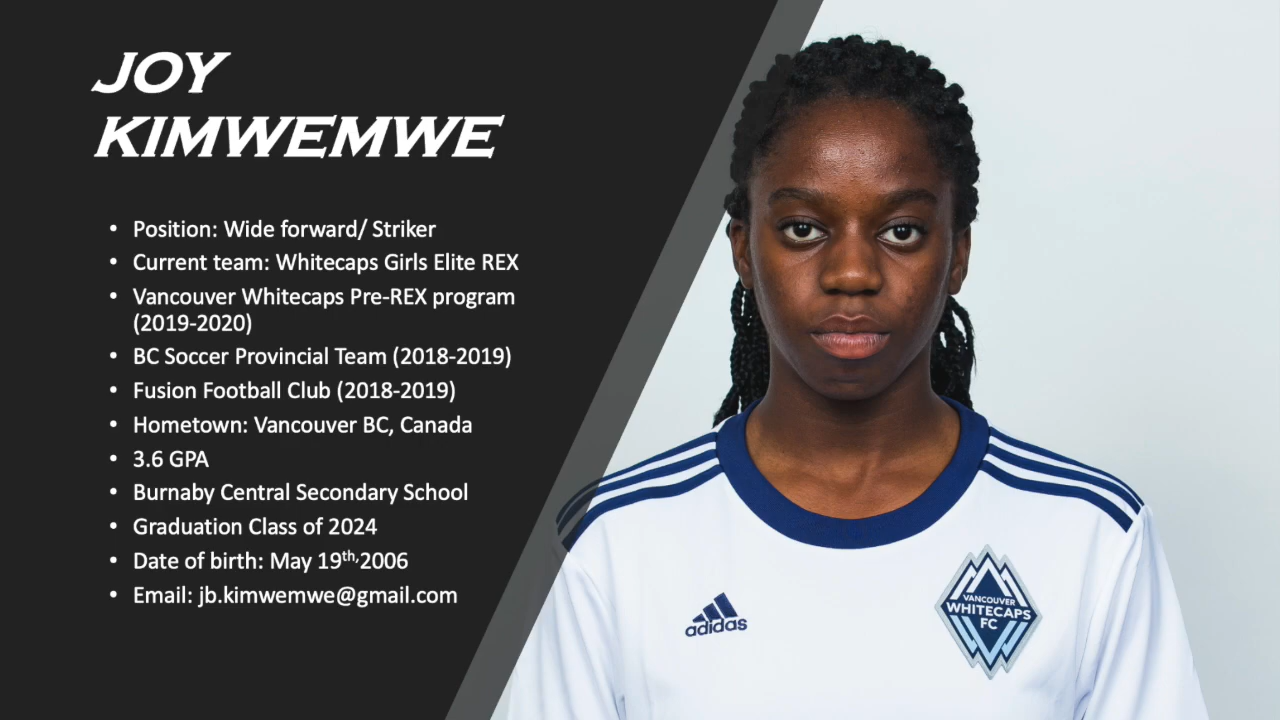 JOY
KIMWEMWE
• Position: Wide forward/ Striker
• Current team: Whitecaps Girls Elite REX
• Vancouver Whitecaps Pre-REX program
(2019-2020)
• BC Soccer Provincial Team (2018-2019)
• Fusion Football Club (2018-2019)
• Hometown: Vancouver BC, Canada
• 3.6 GPA
• Burnaby Central Secondary School
• Graduation Class of 2024
• Date of birth: May 19th,2006
• Email: jb.kimwemwe@gmail.com
adidas
VANCOUVER
WHITECAPS
FC